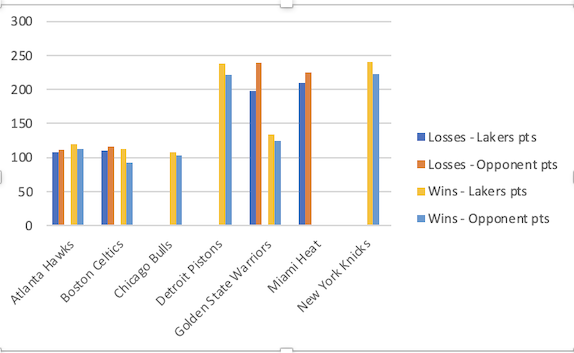 300
250
200
150
100
50
0
Atlanta Hawks
Boston Celtics
Chicago Bulls
Detroit Pistons
Golden State Warriors
Miami Heat
New York Knicks
Losses - Lakers pts
Losses - Opponent pts
Wins - Lakers pts
Wins - Opponent pts